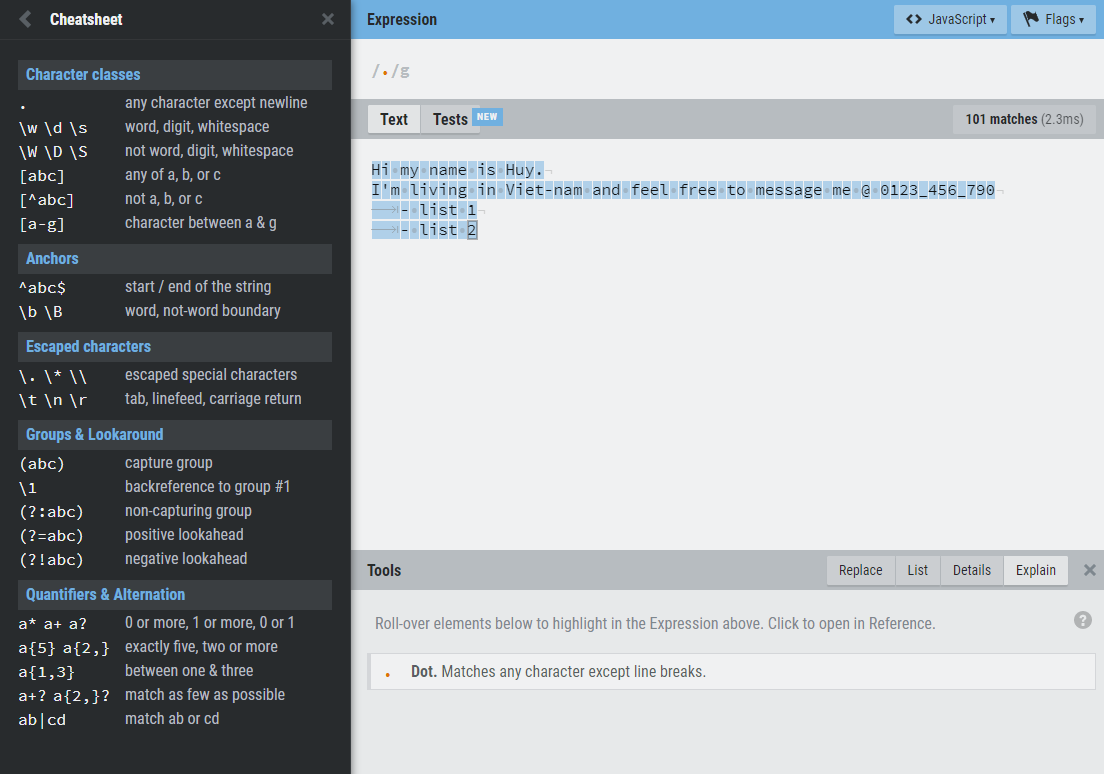 Cheatsheet
Character classes
. any character except newline
\w \d \s word, digit, whitespace
\W \D \S not word, digit, whitespace
[abc] any of a, b, or c
[^abc] not a, b, or c
[a-g] character between a & g
Anchors
^abc$ start / end of the string
\b \B word, not-word boundary
Escaped characters
\. \* \\ escaped special characters
\t \n \r tab, linefeed, carriage return
Groups & Lookaround
(abc) capture group
\1 backreference to group #1
(?:abc) non-capturing group
(?=abc) positive lookahead
(?!abc) negative lookahead
Quantifiers & Alternation
a* a+ a? 0 or more, 1 or more, 0 or 1
a{5} a{2,} exactly five, two or more
a{1,3} between one & three
a+? a{2,}? match as few as possible
ab|cd match ab or cd
Expression <> JavaScript ▾ Flags ▾
/./g
Text Tests NEW 101 matches (2.3ms)
Hi my name is Huy.
I'm living in Viet-nam and feel free to message me @ 0123_456_790
- list 1
- list 2
Tools Replace List Details Explain
Roll-over elements below to highlight in the Expression above. Click to open in Reference. ?
. Dot. Matches any character except line breaks.